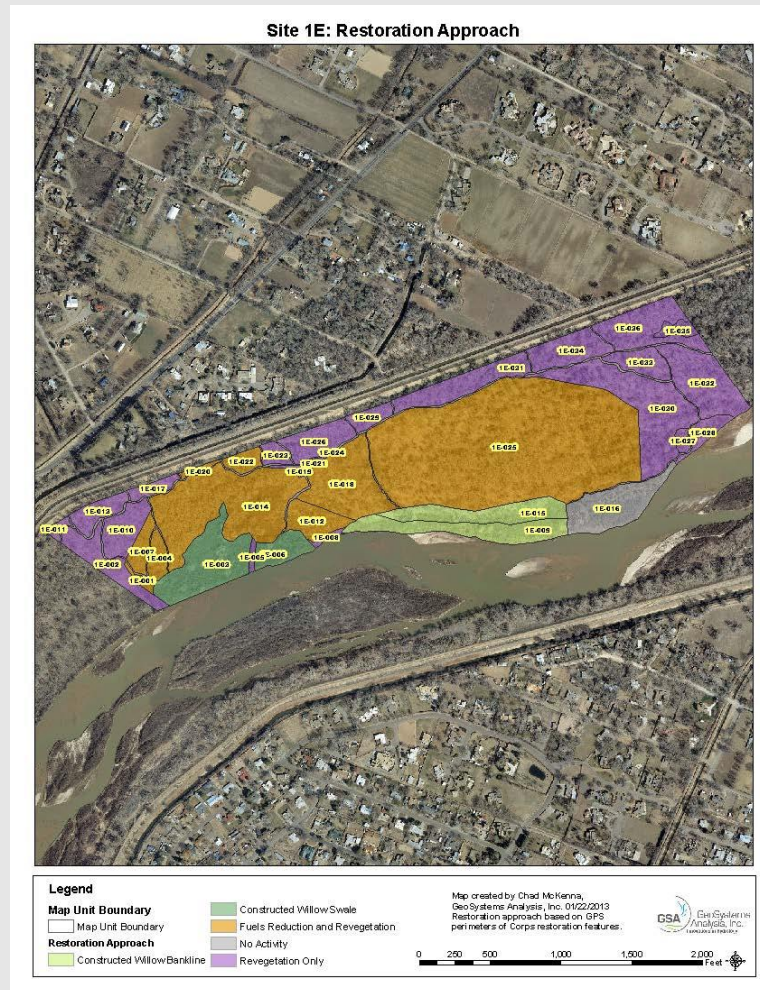 Site 1E: Restoration Approach
1E-036
1E-035
1E-034
1E-033
1E-031
1E-032
1E-030
1E-029
1E-028
1E-027
1E-026
1E-024
1E-023
1E-022
1E-021
1E-019
1E-020
1E-025
1E-018
1E-017
1E-016
1E-015
1E-014
1E-013
1E-012
1E-011
1E-010
1E-009
1E-008
1E-007
1E-004
1E-005
1E-006
1E-003
1E-002
1E-001
Legend
Map Unit Boundary
Map Unit Boundary
Restoration Approach
Constructed Willow Bankline
Constructed Willow Swale
Fuels Reduction and Revegetation
No Activity
Revegetation Only
Map created by Chad McKenna,
GeoSystems Analysis, Inc. 01/22/2013
Restoration approach based on GPS
perimeters of Corps restoration features.
GSA
GeoSystems
Analysis, Inc.
0 250 500 1,000 1,500 2,000
Feet